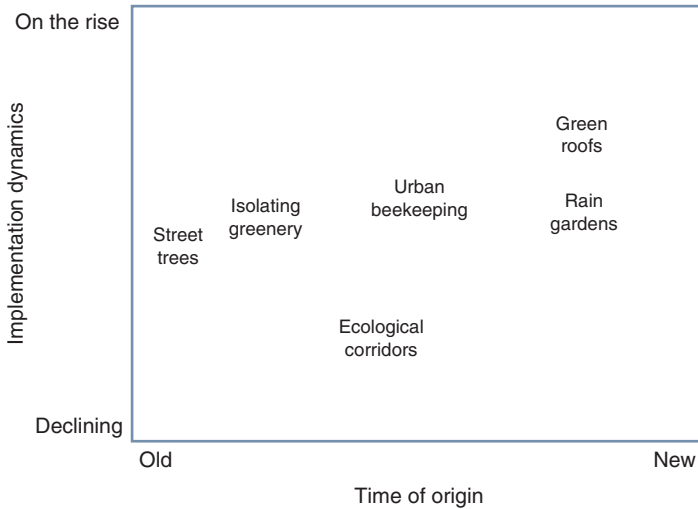 On the rise
Implementation dynamics
Green
roofs
Urban
beekeeping
Rain
gardens
Isolating
greenery
Street
trees
Ecological
corridors
Declining
Old
New
Time of origin